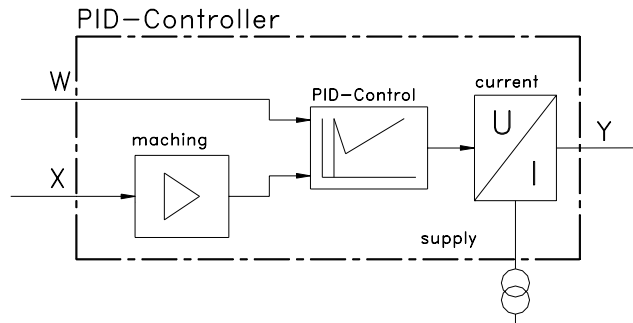 PID-Controller
W
PID-Control
current
U
Y
maching
I
X
supply